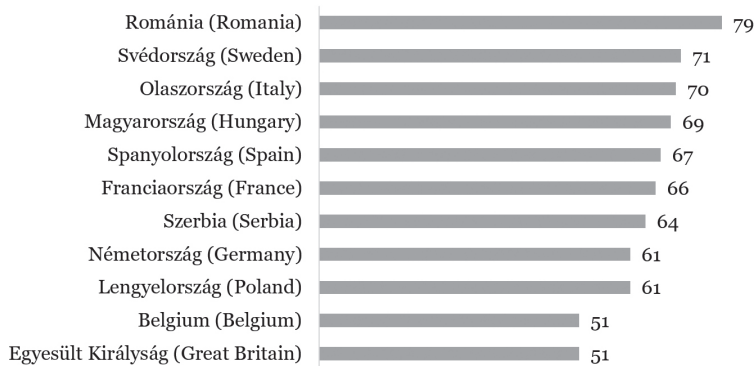 Románia (Romania) 79
Svédország (Sweden) 71
Olaszország (Italy) 70
Magyarország (Hungary) 69
Spanyolország (Spain) 67
Franciaország (France) 66
Szerbia (Serbia) 64
Németország (Germany) 61
Lengyelország (Poland) 61
Belgium (Belgium) 51
Egyesült Királyság (Great Britain) 51